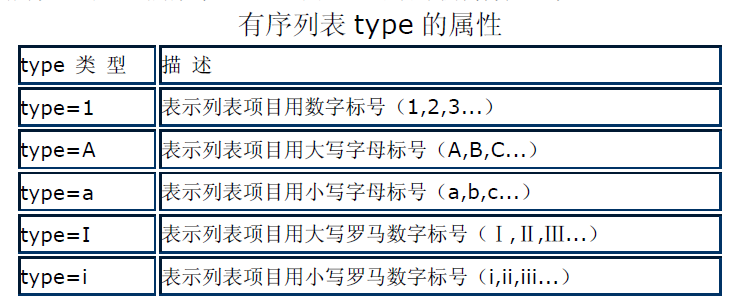 有序列表 type 的属性
type 类 型 描 述
type=1 表示列表项目用数字标号（1,2,3...）
type=A 表示列表项目用大写字母标号（A,B,C...）
type=a 表示列表项目用小写字母标号（a,b,c...）
type=I 表示列表项目用大写罗马数字标号（Ⅰ,Ⅱ,Ⅲ...）
type=i 表示列表项目用小写罗马数字标号（i,ii,iii...）